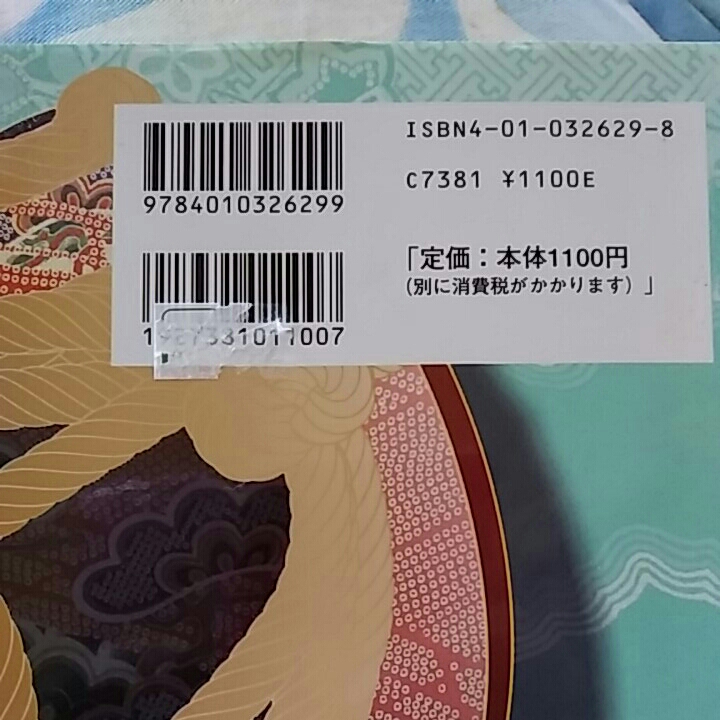 ISBN4-01-032629-8
9784010326299
C7381 ¥1100E
「定価：本体1100円
(別に消費税がかかります) 」
1927381011007